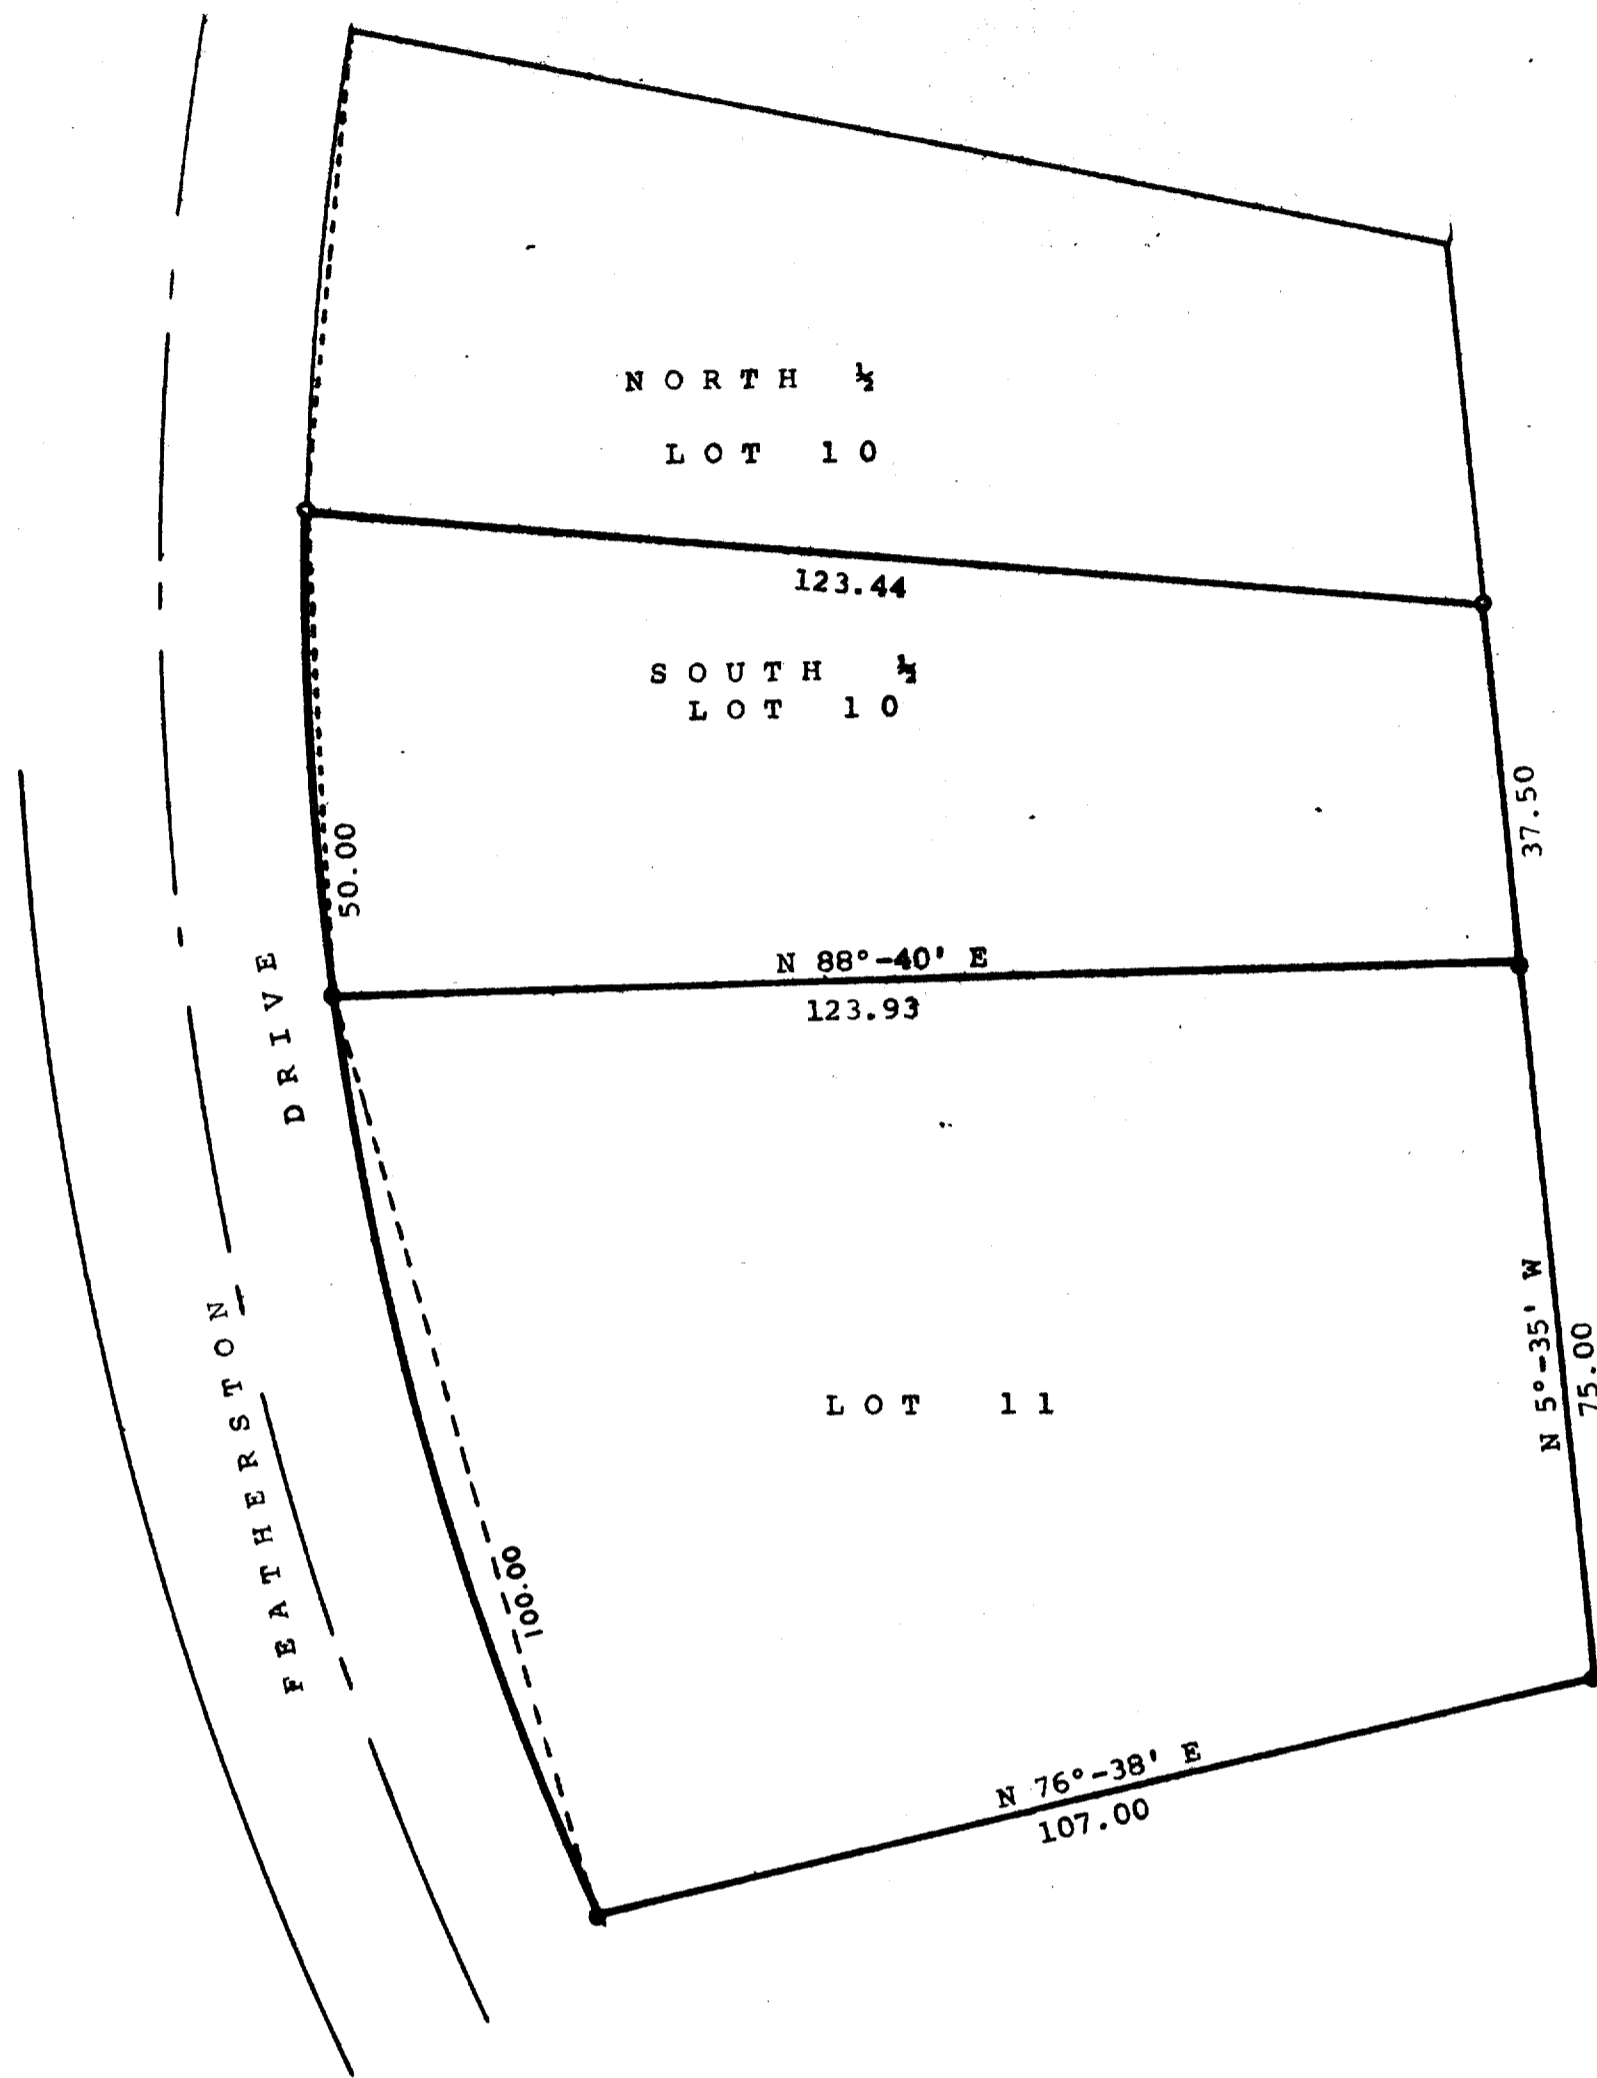 NORTH ½
LOT 10
123.44
SOUTH ½
LOT 10
37.50
50.00
N 88°-40' E
123.93
FEATHERSTON DRIVE
LOT 11
N 5°-35' W
75.00
100.00
N 76°-38' E
107.00